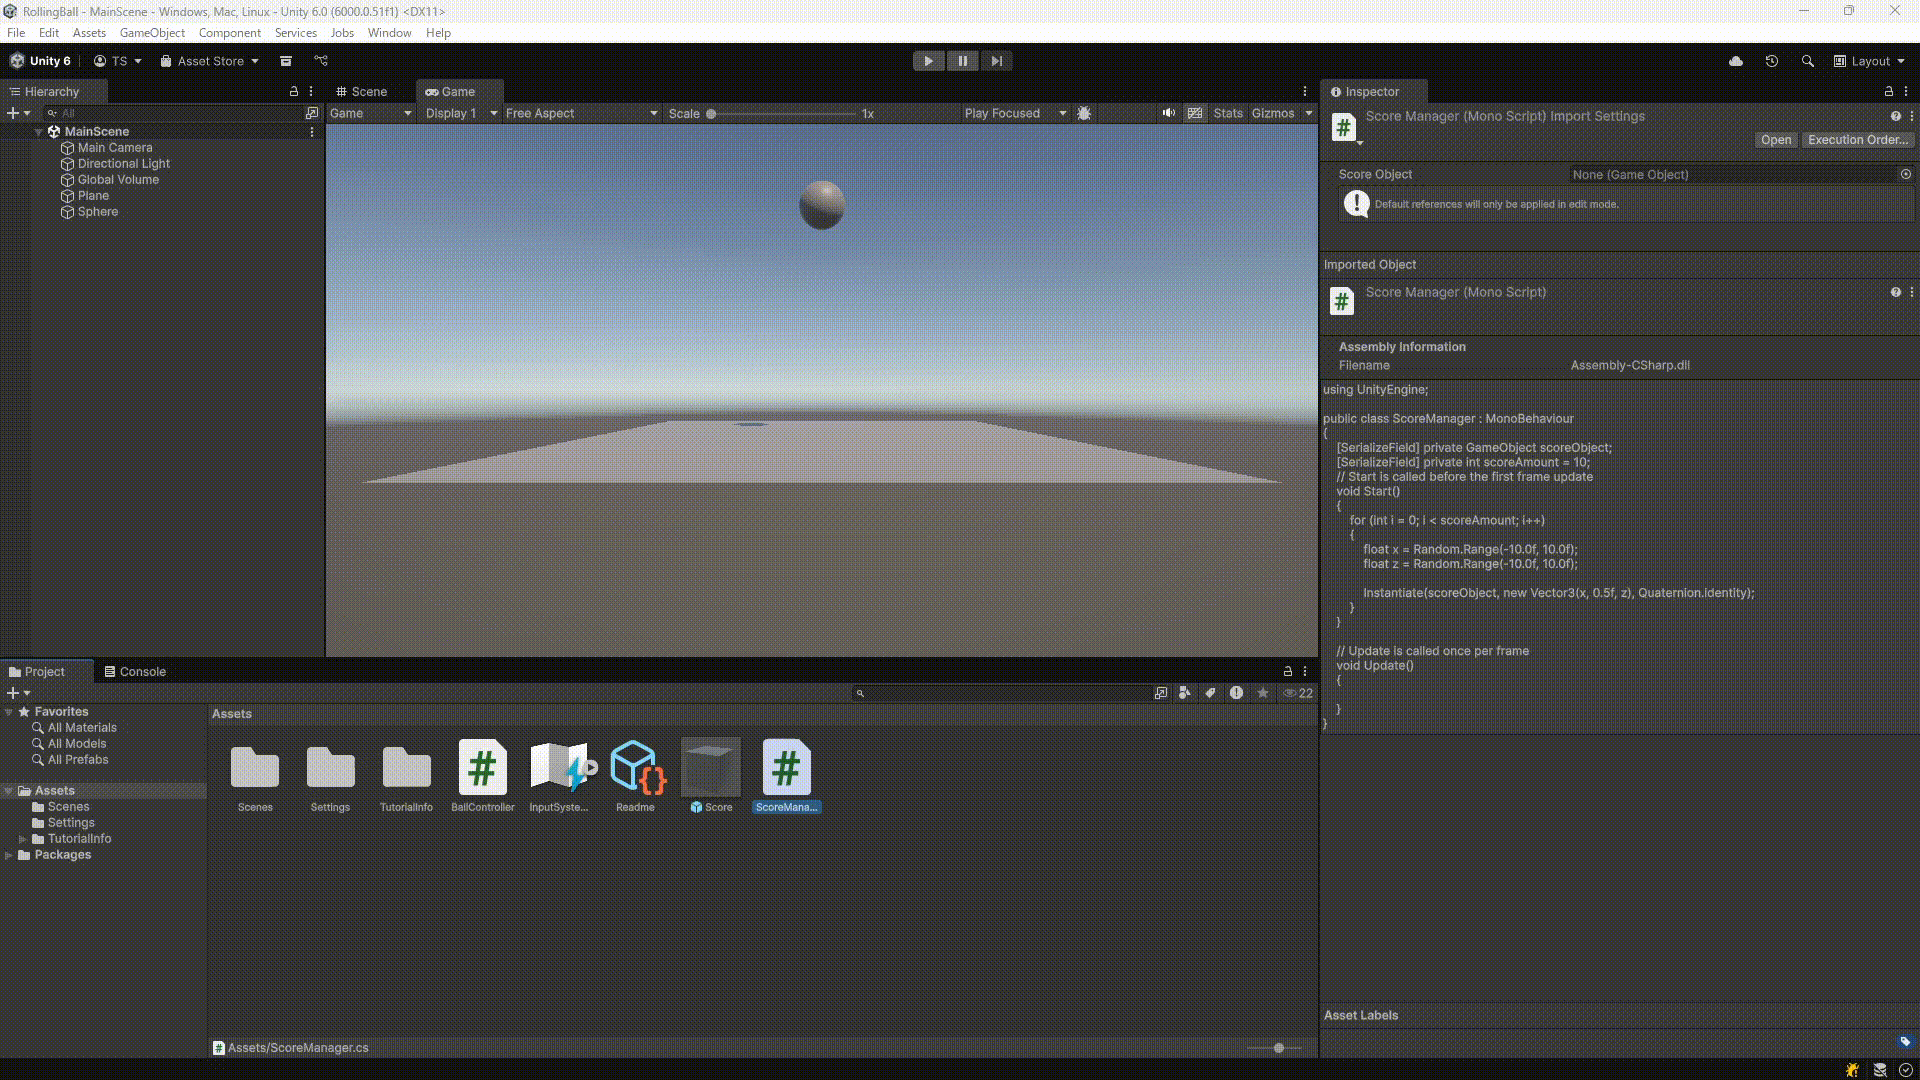 RollingBall - MainScene - Windows, Mac, Linux - Unity 6.0 (6000.0.51f1) <DX11>
File Edit Assets GameObject Component Services Jobs Window Help
Unity 6 TS Asset Store Layout
Hierarchy
All
MainScene
Main Camera
Directional Light
Global Volume
Plane
Sphere
Scene Game
Game Display 1 Free Aspect Scale 1x Play Focused Stats Gizmos
Inspector
Score Manager (Mono Script) Import Settings
Open Execution Order...
Score Object None (Game Object)
Default references will only be applied in edit mode.
Imported Object
Score Manager (Mono Script)
Assembly Information
Filename Assembly-CSharp.dll
using UnityEngine;
public class ScoreManager : MonoBehaviour
{
[SerializeField] private GameObject scoreObject;
[SerializeField] private int scoreAmount = 10;
// Start is called before the first frame update
void Start()
{
for (int i = 0; i < scoreAmount; i++)
{
float x = Random.Range(-10.0f, 10.0f);
float z = Random.Range(-10.0f, 10.0f);
Instantiate(scoreObject, new Vector3(x, 0.5f, z), Quaternion.identity);
}
}
// Update is called once per frame
void Update()
{
}
}
Asset Labels
Project Console
22
Favorites
All Materials
All Models
All Prefabs
Assets
Scenes
Settings
TutorialInfo
Packages
Assets
Scenes Settings TutorialInfo BallController InputSyste... Readme Score ScoreMana...
Assets/ScoreManager.cs